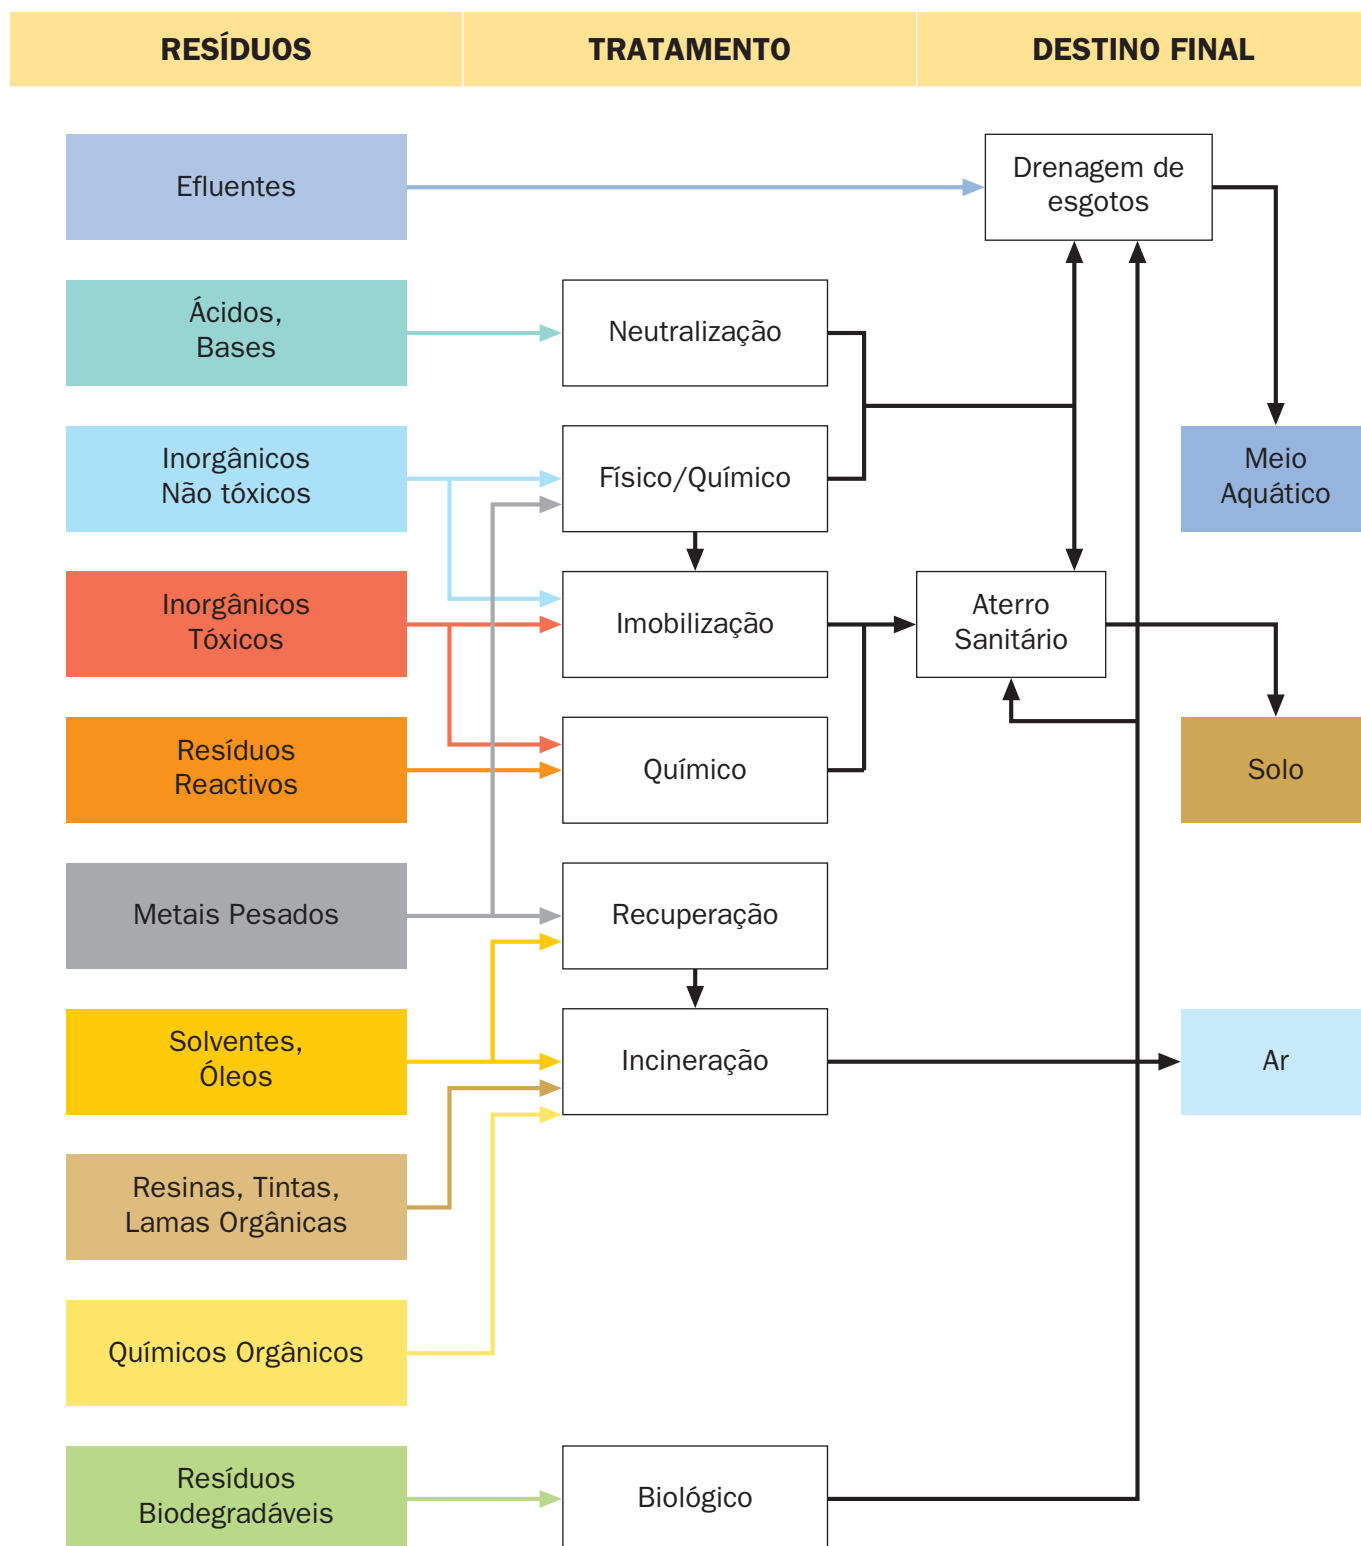 RESÍDUOS
TRATAMENTO
DESTINO FINAL
Efluentes
Drenagem de
esgotos
Ácidos,
Bases
Neutralização
Inorgânicos
Não tóxicos
Físico/Químico
Meio
Aquático
Inorgânicos
Tóxicos
Imobilização
Aterro
Sanitário
Resíduos
Reactivos
Químico
Solo
Metais Pesados
Recuperação
Solventes,
Óleos
Incineração
Ar
Resinas, Tintas,
Lamas Orgânicas
Químicos Orgânicos
Resíduos
Biodegradáveis
Biológico